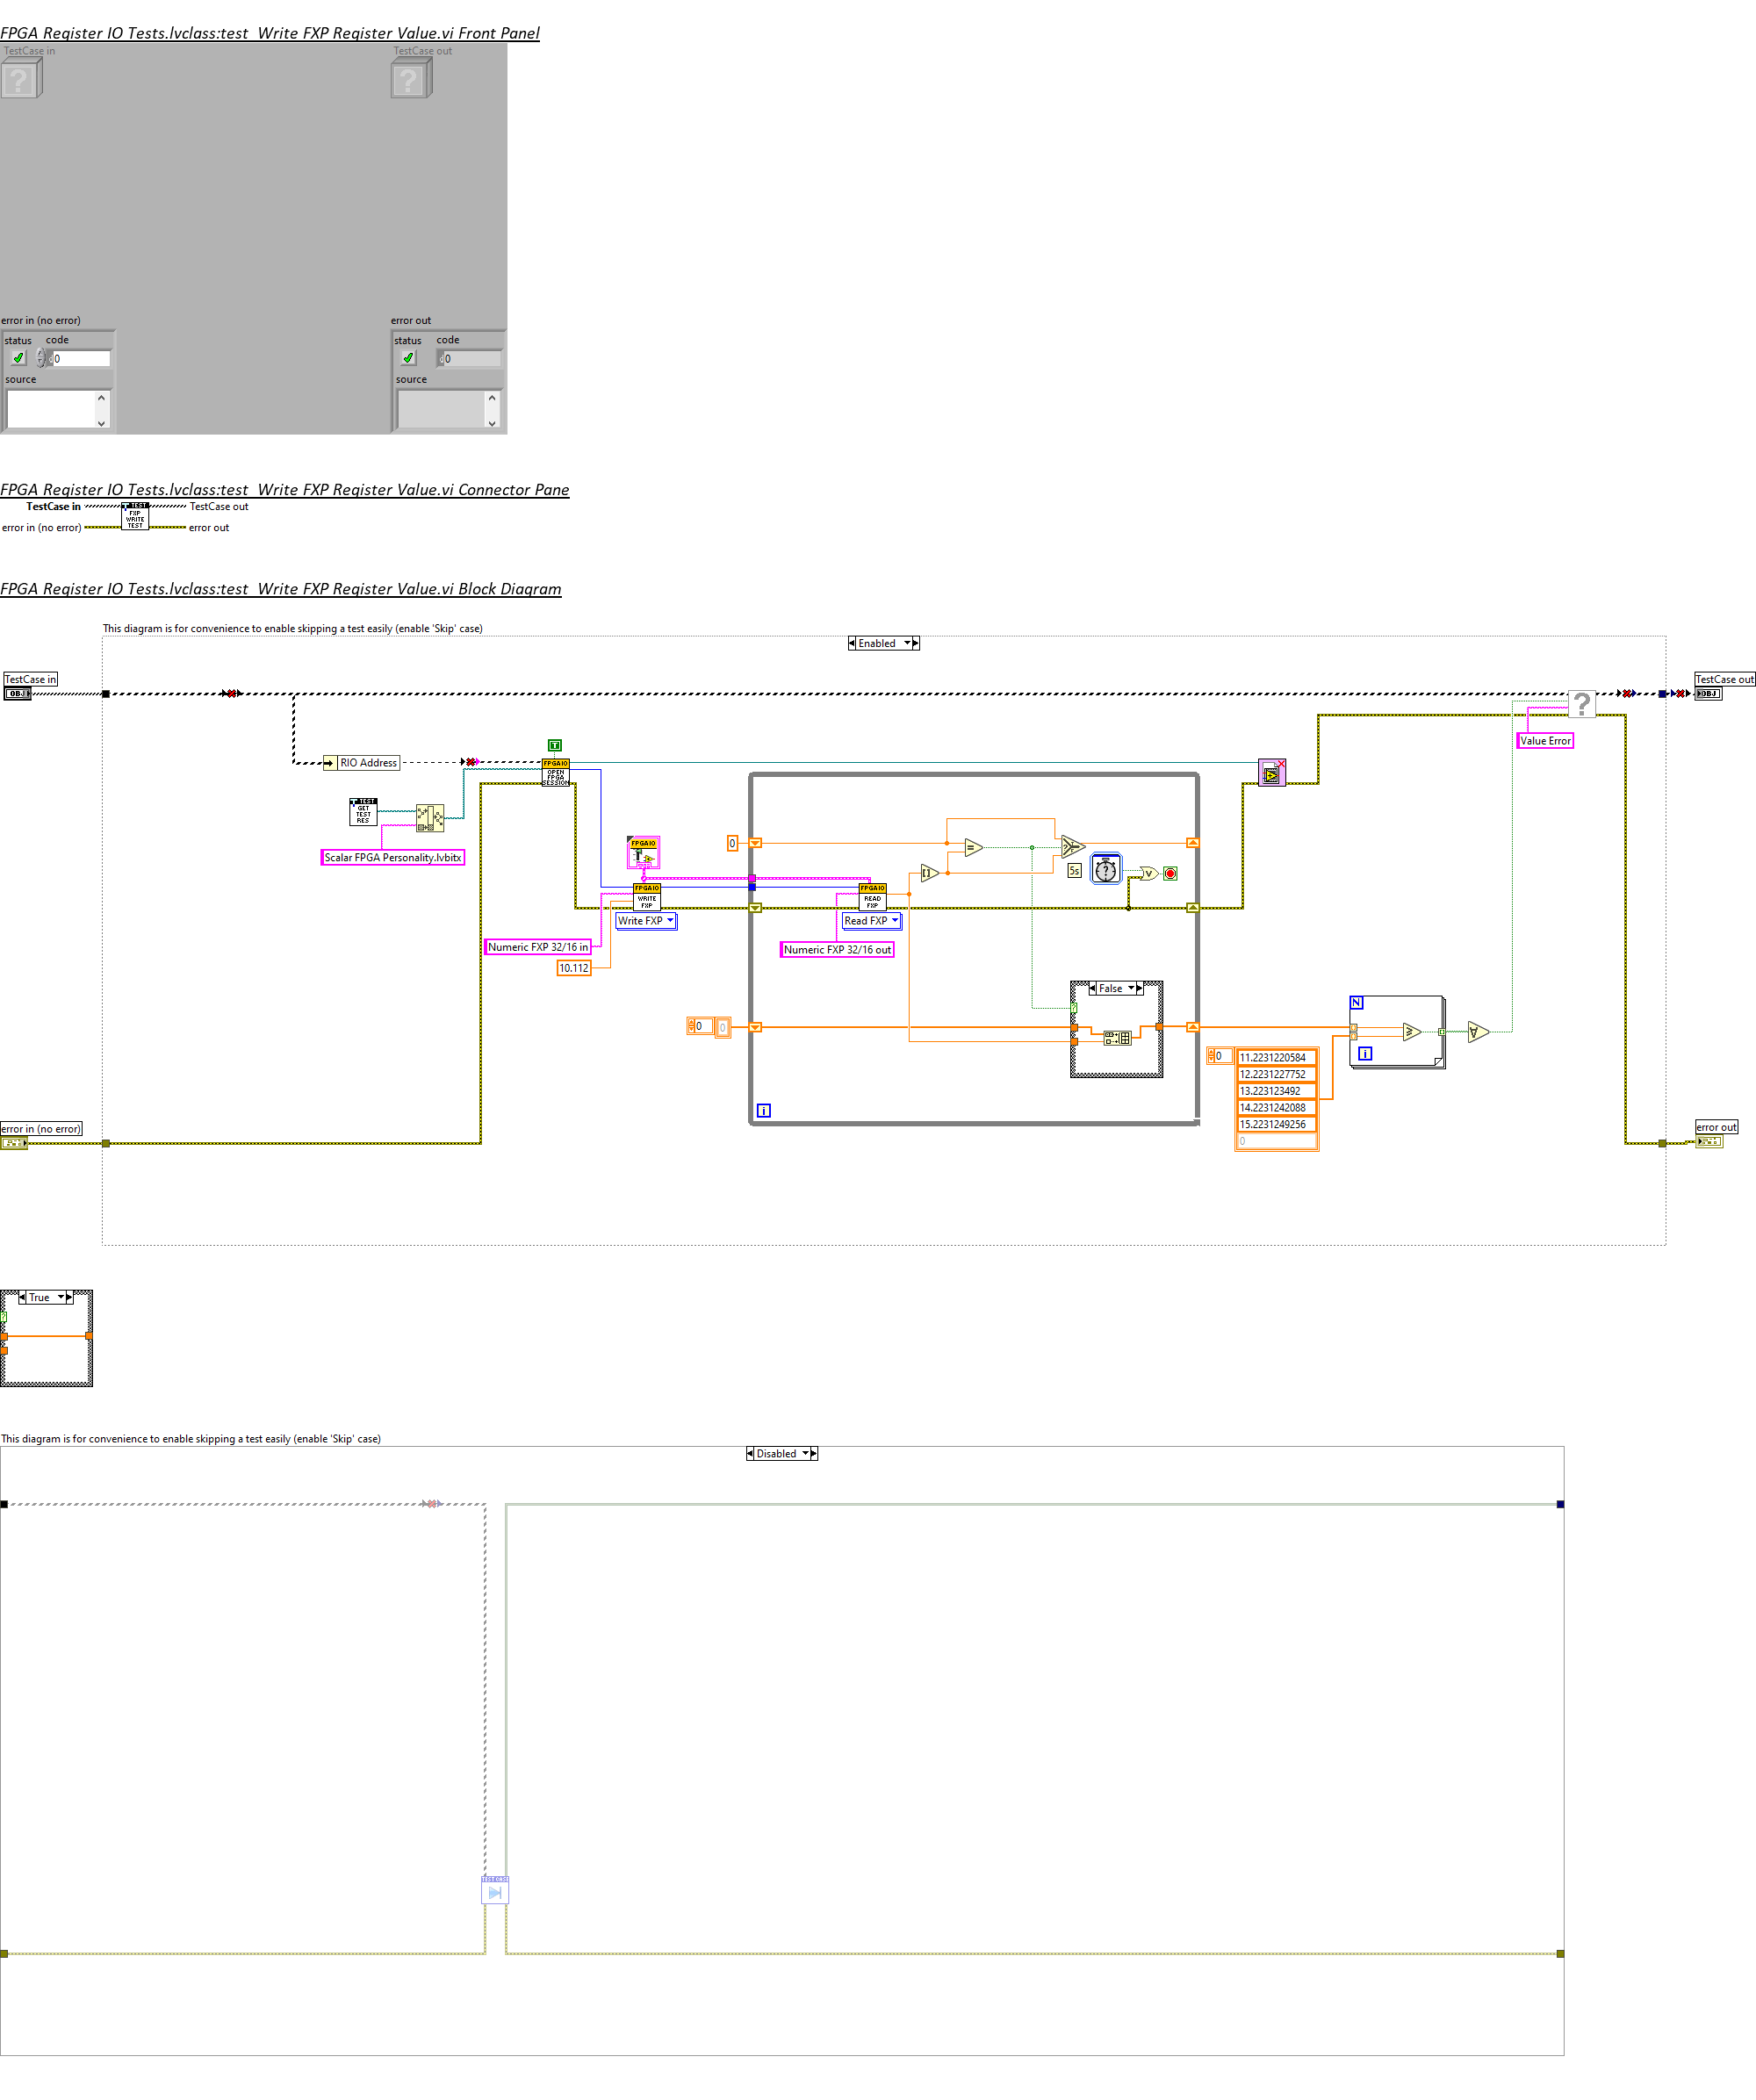 FPGA Register IO Tests.lvclass:test_Write FXP Register Value.vi Front Panel
TestCase in
TestCase out
?
?
error in (no error)
error out
status code
status code
0
0
source
source
FPGA Register IO Tests.lvclass:test_Write FXP Register Value.vi Connector Pane
TestCase in
TEST
FXP
WRITE
TEST
TestCase out
error in (no error)
error out
FPGA Register IO Tests.lvclass:test_Write FXP Register Value.vi Block Diagram
This diagram is for convenience to enable skipping a test easily (enable 'Skip' case)
Enabled
TestCase in
OBJ
TestCase out
OBJ
?
Value Error
T
RIO Address
FPGAIO
OPEN
FPGA
SESSION
TEST
GET
TEST
RES
Scalar FPGA Personality.lvbitx
FPGAIO
0
=
5s
?
V
FPGAIO
WRITE
FXP
FPGAIO
READ
FXP
Write FXP
Read FXP
Numeric FXP 32/16 in
Numeric FXP 32/16 out
10.112
False
?
N
i
0
0
0
11.2231220584
12.2231227752
13.223123492
14.2231242088
15.2231249256
0
i
error in (no error)
error out
True
?
This diagram is for convenience to enable skipping a test easily (enable 'Skip' case)
Disabled
TEST CASE